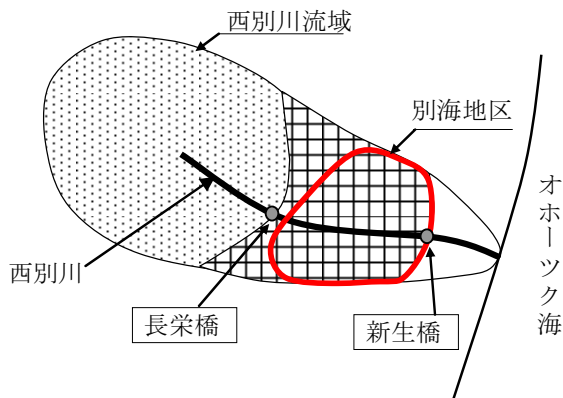 西別川流域
別海地区
オホーツク海
西別川
長栄橋
新生橋